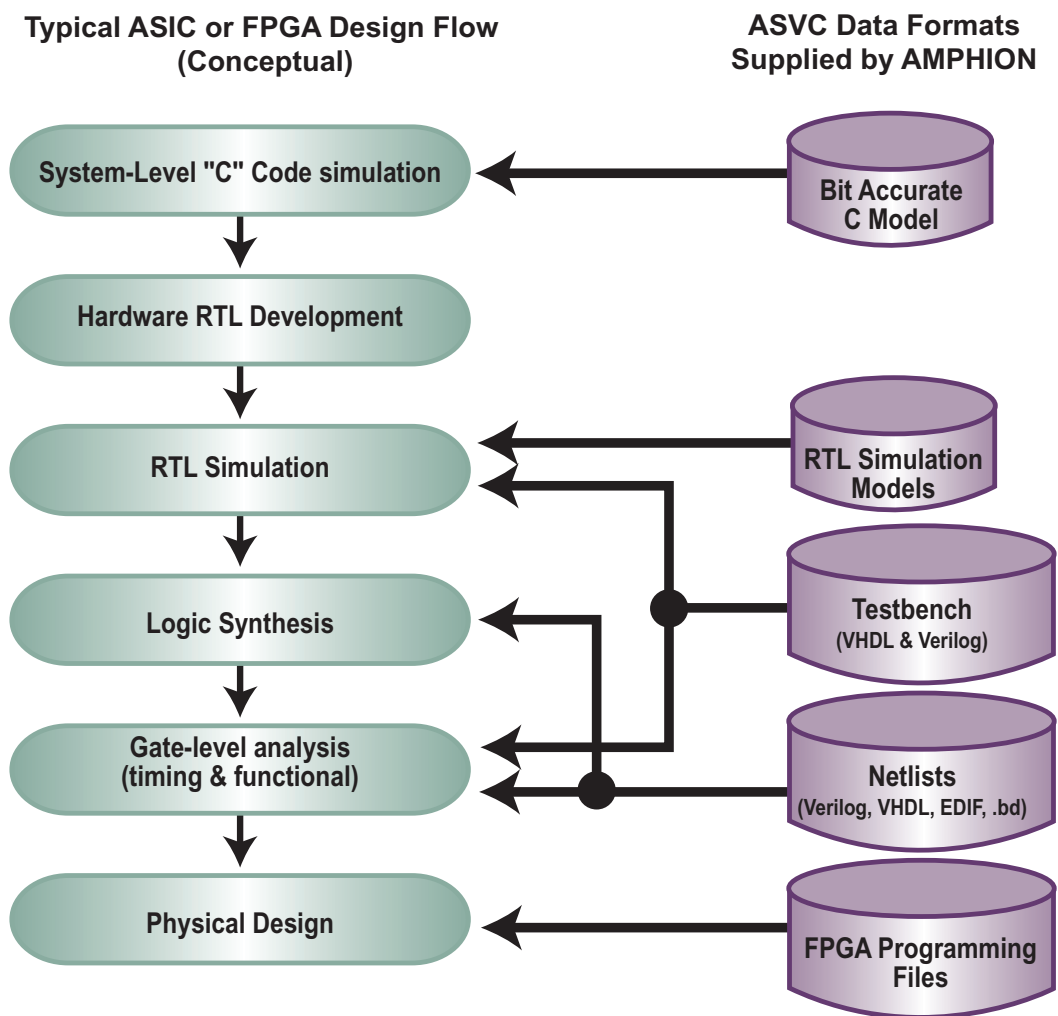 Typical ASIC or FPGA Design Flow
(Conceptual)
ASVC Data Formats
Supplied by AMPHION
System-Level "C" Code simulation
Bit Accurate
C Model
Hardware RTL Development
RTL Simulation
RTL Simulation
Models
Logic Synthesis
Testbench
(VHDL & Verilog)
Gate-level analysis
(timing & functional)
Netlists
(Verilog, VHDL, EDIF, .bd)
Physical Design
FPGA Programming
Files